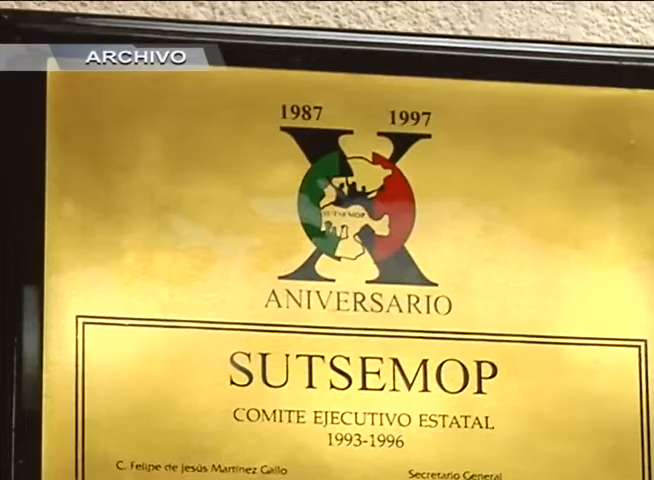 ARCHIVO
1987 1997
X
SUTSEMOP
ANIVERSARIO
SUTSEMOP
COMITE EJECUTIVO ESTATAL
1993-1996
C. Felipe de Jesús Martínez Gallo Secretario General